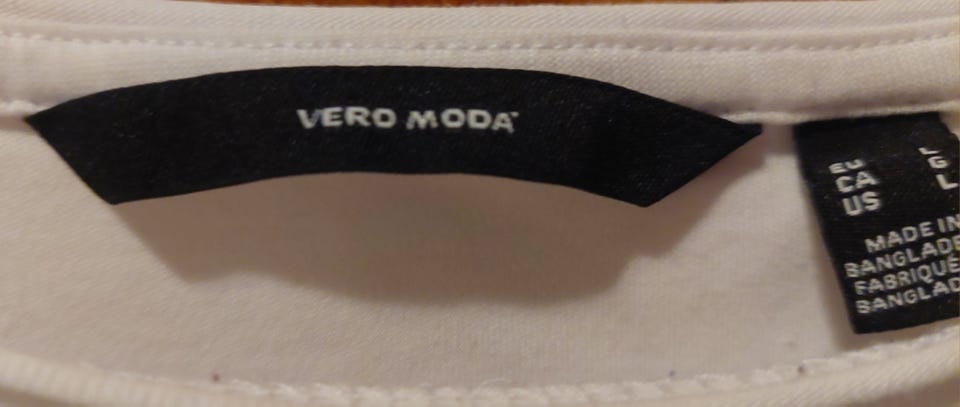 VERO MODA
EU L
CA G
US L
MADE IN
BANGLADE
FABRIQUÉ
BANGLAD